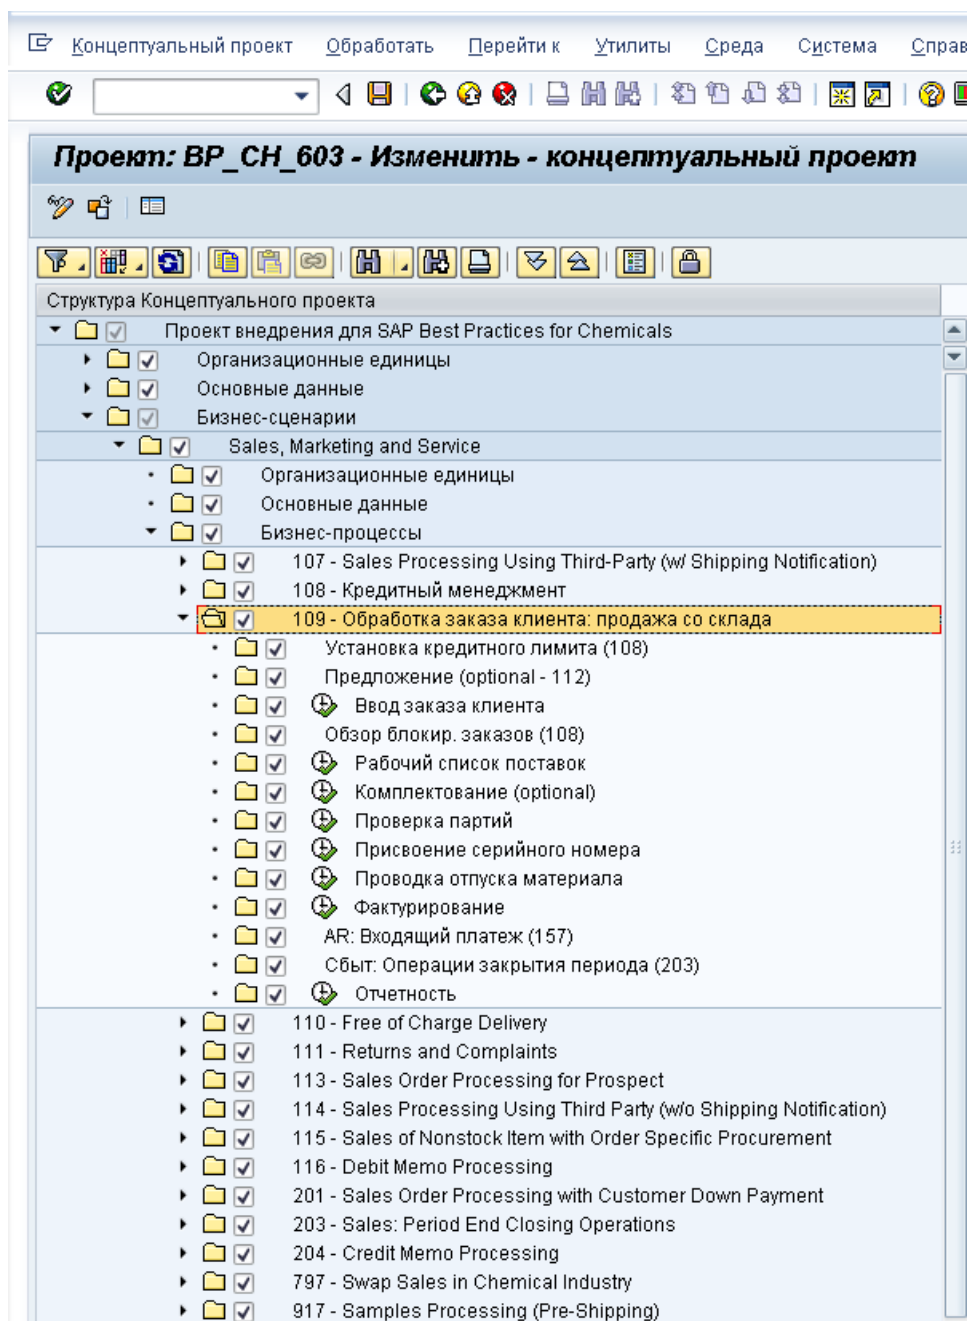 Концептуальный проект Обработать Перейти к Утилиты Среда Система Справ
Проект: BP_CH_603 - Изменить - концептуальный проект
Структура Концептуального проекта
Проект внедрения для SAP Best Practices for Chemicals
Организационные единицы
Основные данные
Бизнес-сценарии
Sales, Marketing and Service
Организационные единицы
Основные данные
Бизнес-процессы
107 - Sales Processing Using Third-Party (w/ Shipping Notification)
108 - Кредитный менеджмент
109 - Обработка заказа клиента: продажа со склада
Установка кредитного лимита (108)
Предложение (optional - 112)
Ввод заказа клиента
Обзор блокир. заказов (108)
Рабочий список поставок
Комплектование (optional)
Проверка партий
Присвоение серийного номера
Проводка отпуска материала
Фактурирование
AR: Входящий платеж (157)
Сбыт: Операции закрытия периода (203)
Отчетность
110 - Free of Charge Delivery
111 - Returns and Complaints
113 - Sales Order Processing for Prospect
114 - Sales Processing Using Third Party (w/o Shipping Notification)
115 - Sales of Nonstock Item with Order Specific Procurement
116 - Debit Memo Processing
201 - Sales Order Processing with Customer Down Payment
203 - Sales: Period End Closing Operations
204 - Credit Memo Processing
797 - Swap Sales in Chemical Industry
917 - Samples Processing (Pre-Shipping)